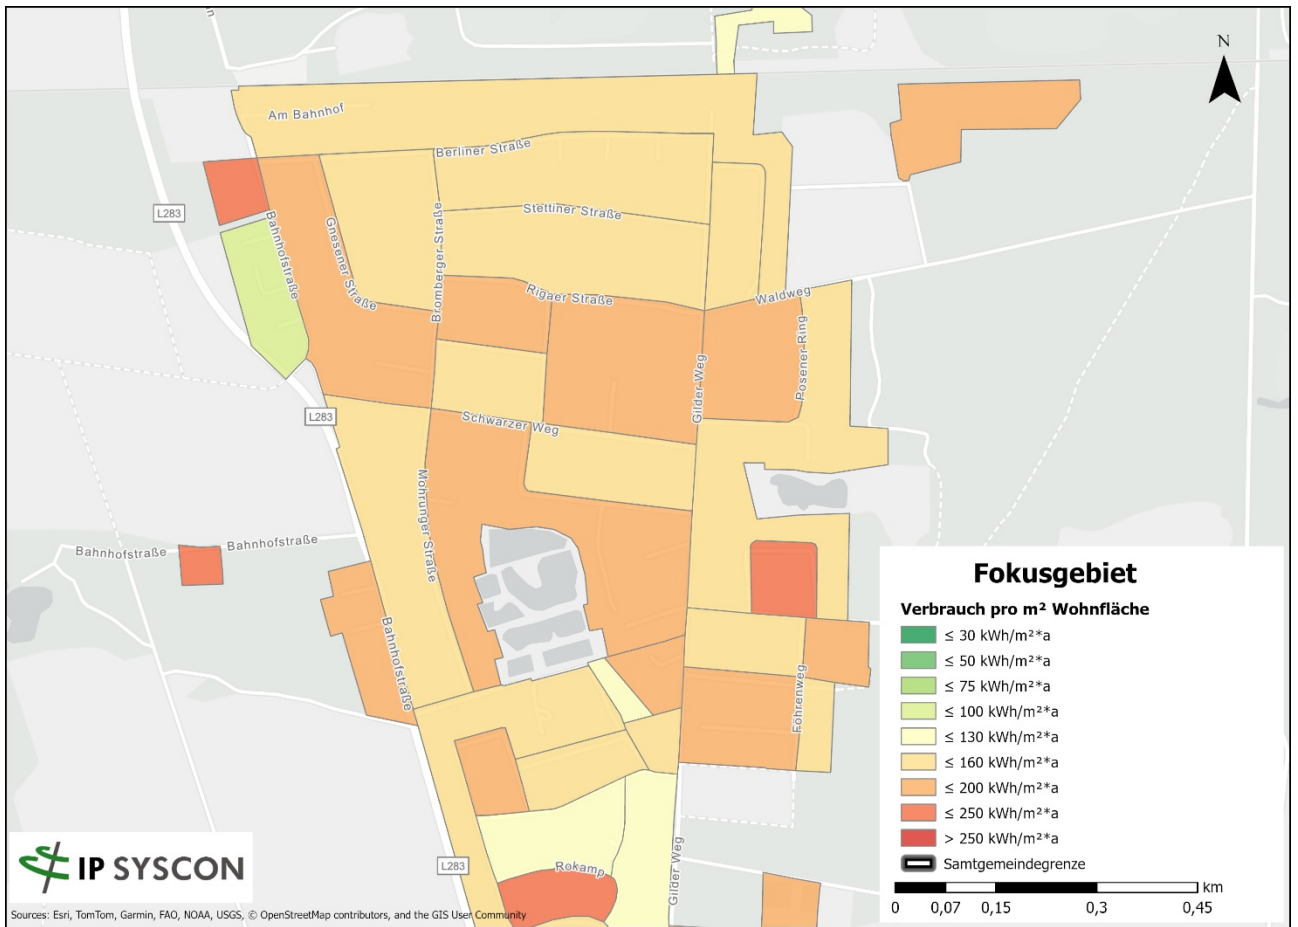 n
N
Am Bahnhof
Berliner Straße
L283
Bahnhofstraße
Gnesener Straße
Bromberger Straße
Stettiner Straße
Rigaer Straße
Waldweg
Posener Ring
Gilder Weg
L283
Schwarzer Weg
Mohrunger Straße
Bahnhofstraße
Bahnhofstraße
Bahnhofstraße
Föhrenweg
L283
Rokamp
Gilder Weg
Fokusgebiet
Verbrauch pro m² Wohnfläche
≤ 30 kWh/m²*a
≤ 50 kWh/m²*a
≤ 75 kWh/m²*a
≤ 100 kWh/m²*a
≤ 130 kWh/m²*a
≤ 160 kWh/m²*a
≤ 200 kWh/m²*a
≤ 250 kWh/m²*a
> 250 kWh/m²*a
Samtgemeindegrenze
km
0 0,07 0,15 0,3 0,45
IP SYSCON
Sources: Esri, TomTom, Garmin, FAO, NOAA, USGS, © OpenStreetMap contributors, and the GIS User Community